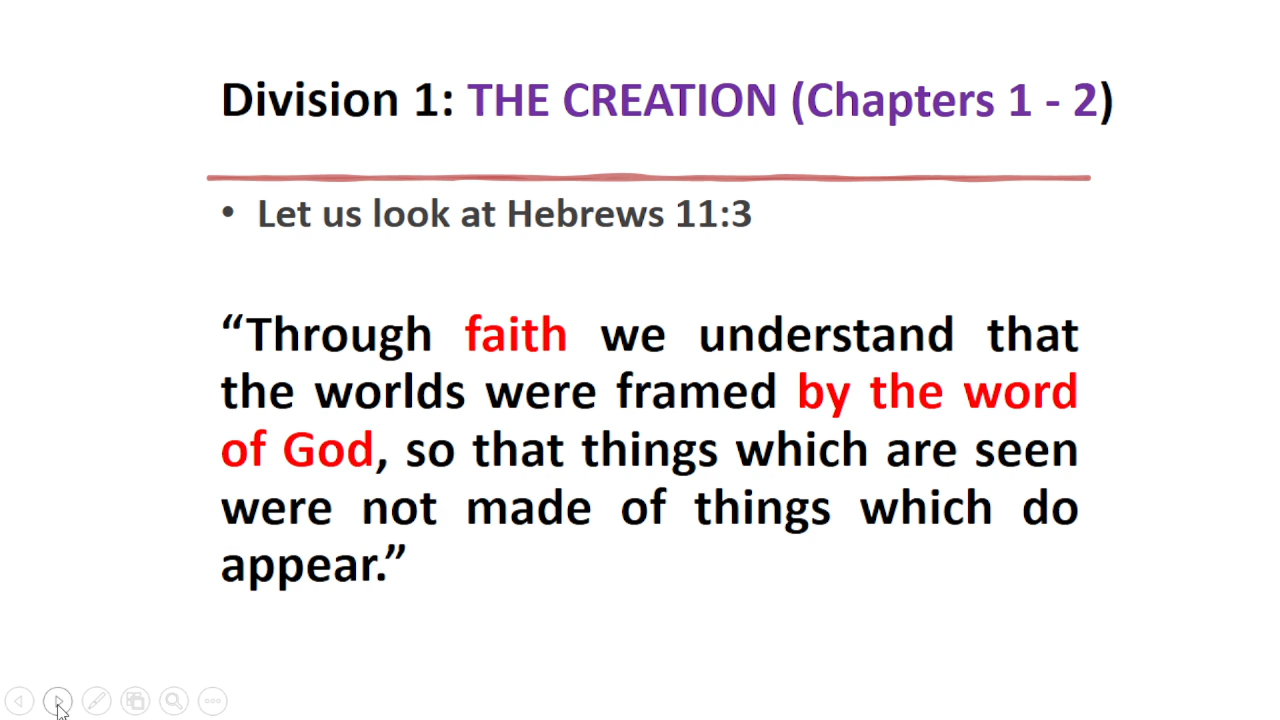 Division 1: THE CREATION (Chapters 1 - 2)
• Let us look at Hebrews 11:3
“Through faith we understand that
the worlds were framed by the word
of God, so that things which are seen
were not made of things which do
appear.”